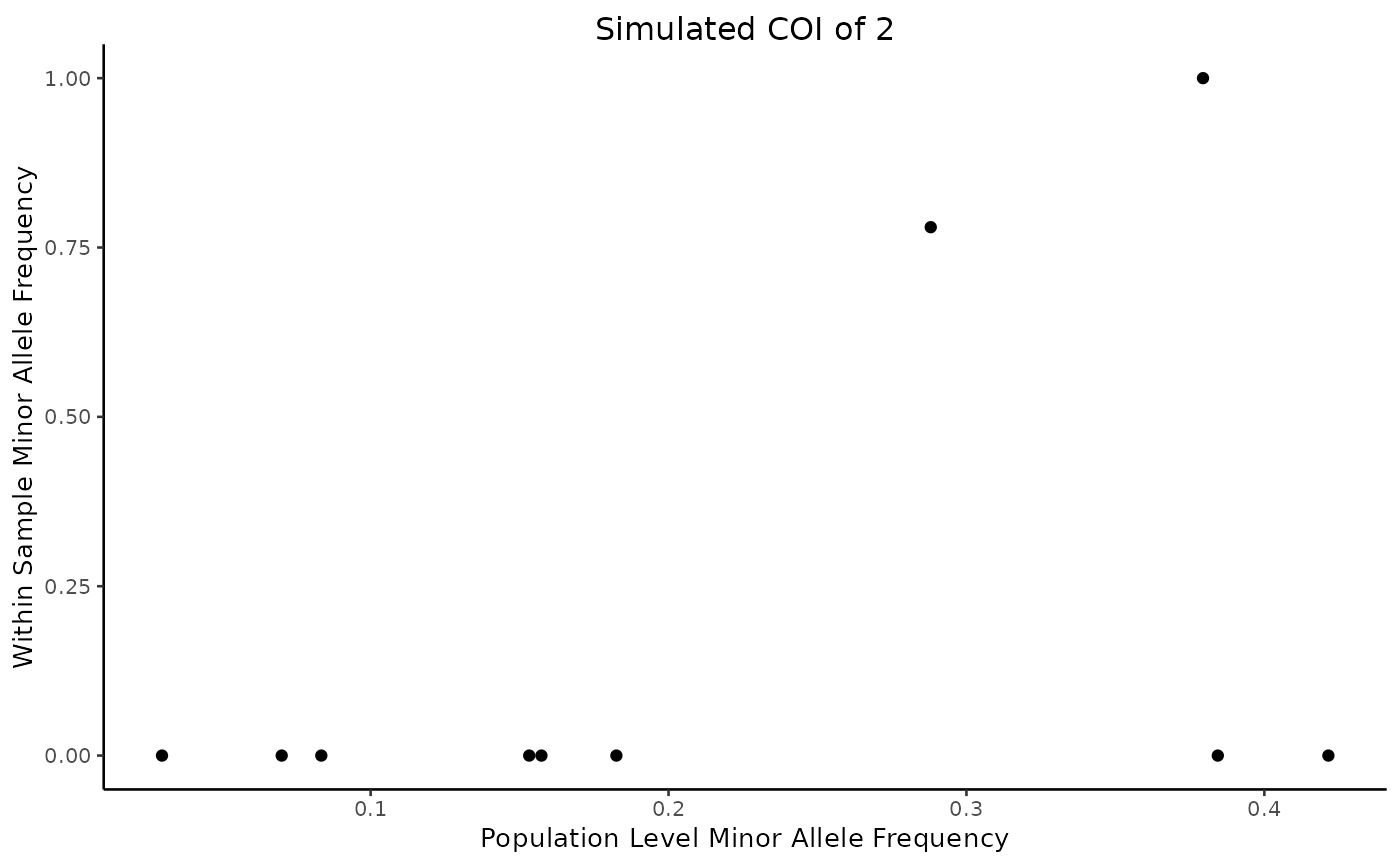 Simulated COI of 2
Within Sample Minor Allele Frequency
1.00
0.75
0.50
0.25
0.00
0.1 0.2 0.3 0.4
Population Level Minor Allele Frequency